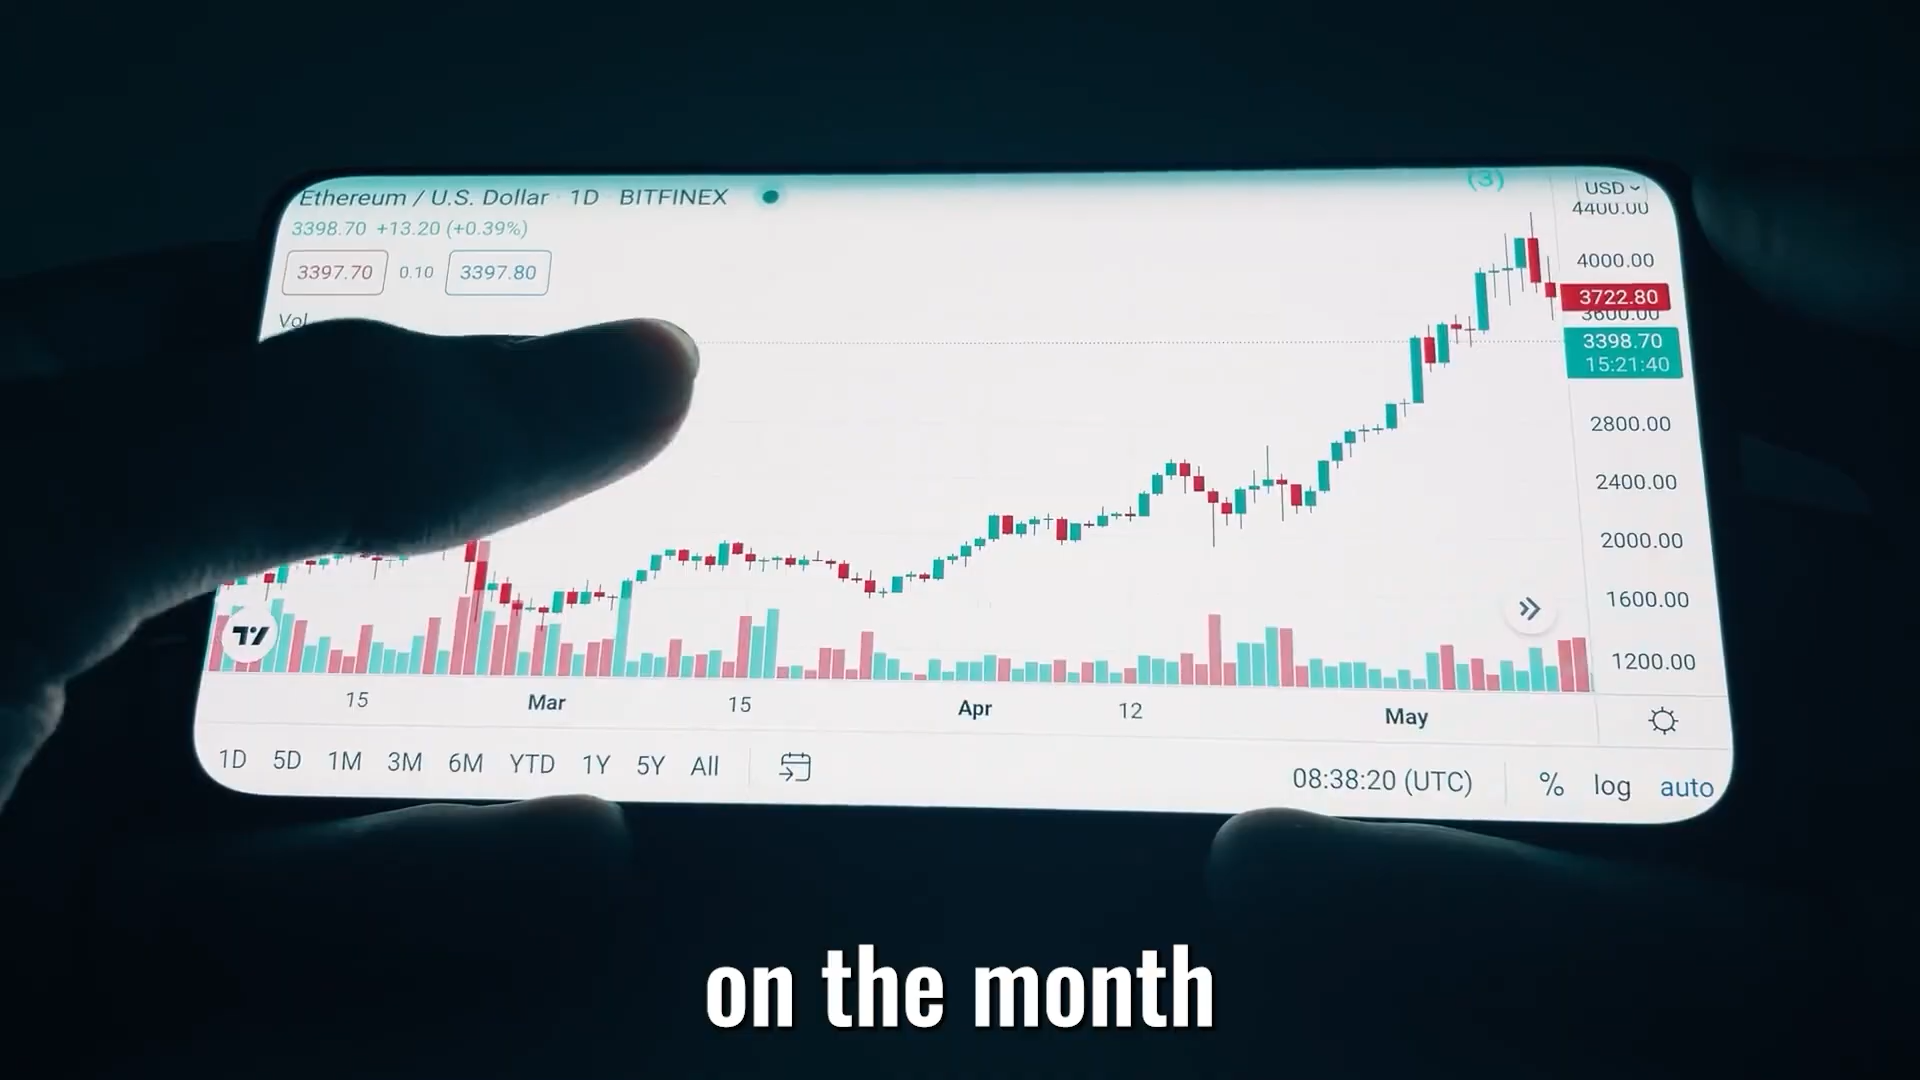 Ethereum / U.S. Dollar · 1D · BITFINEX
3398.70 +13.20 (+0.39%)
3397.70 0.10 3397.80
Vol
(3)
USD
4400.00
4000.00
3722.80
3600.00
3398.70
15:21:40
2800.00
2400.00
2000.00
1600.00
1200.00
15 Mar 15 Apr 12 May
1D 5D 1M 3M 6M YTD 1Y 5Y All
08:38:20 (UTC) % log auto
on the month